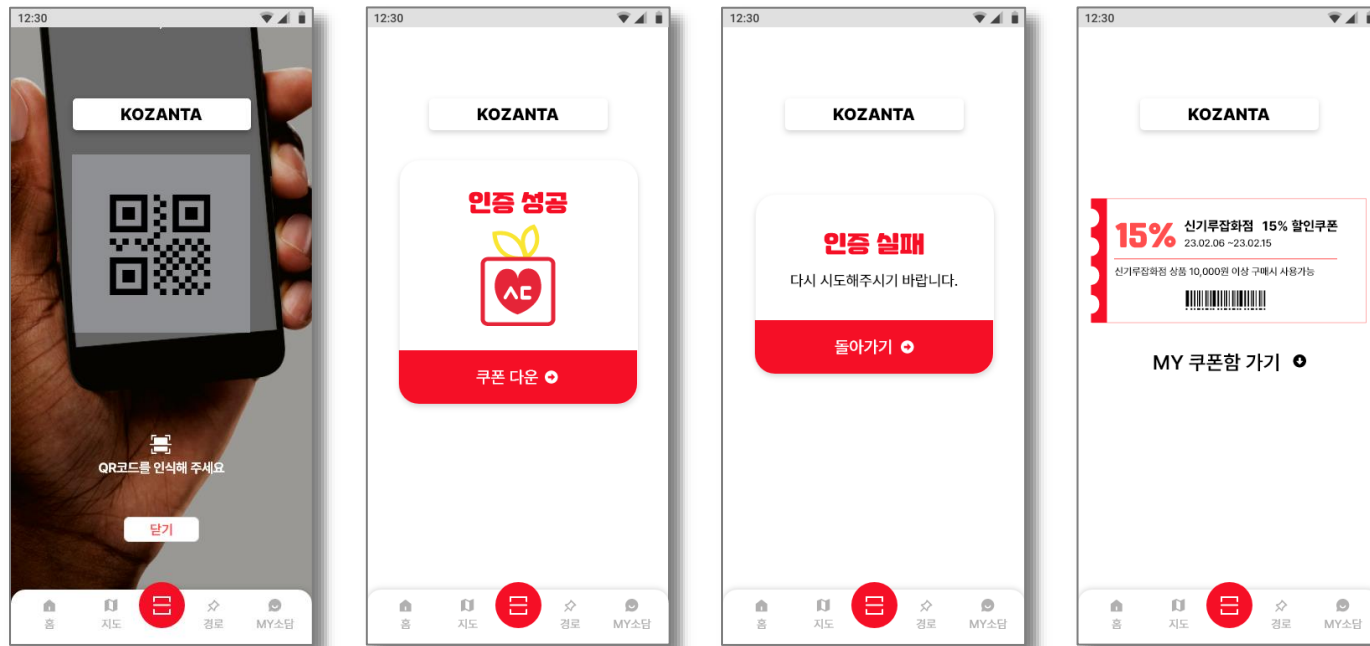 12:30
KOZANTA
QR코드를 인식해 주세요
닫기
홈
지도
경로
MY소담
12:30
KOZANTA
인증 성공
ㅅㄷ
쿠폰 다운
홈
지도
경로
MY소담
12:30
KOZANTA
인증 실패
다시 시도해주시기 바랍니다.
돌아가기
홈
지도
경로
MY소담
12:30
KOZANTA
15%
신기루잡화점 15% 할인쿠폰
23.02.06 ~23.02.15
신기루잡화점 상품 10,000원 이상 구매시 사용가능
MY 쿠폰함 가기
홈
지도
경로
MY소담